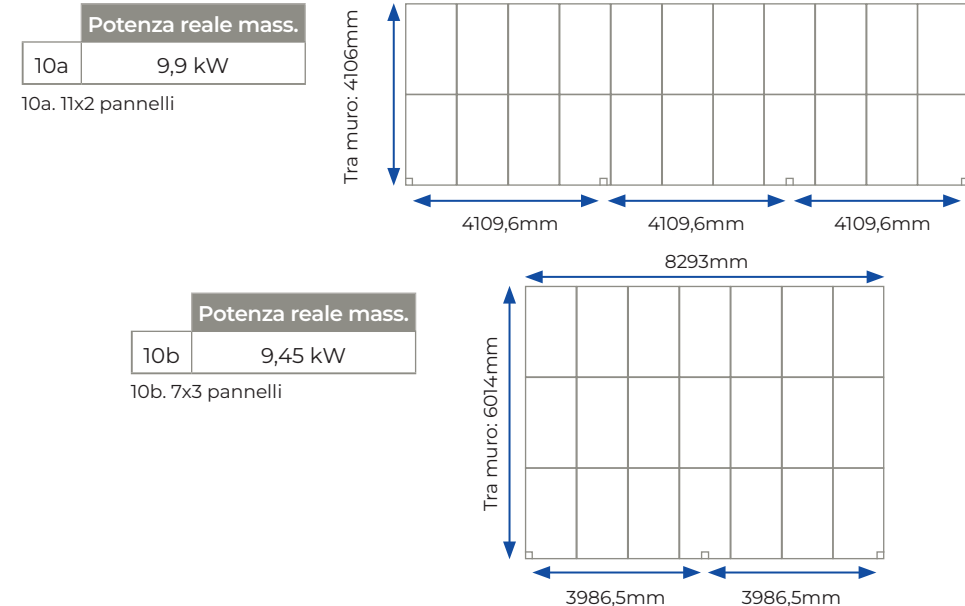 Potenza reale mass.
10a 9,9 kW
10a. 11x2 pannelli
Tra muro: 4106mm
4109,6mm 4109,6mm 4109,6mm
8293mm
Potenza reale mass.
10b 9,45 kW
10b. 7x3 pannelli
Tra muro: 6014mm
3986,5mm 3986,5mm